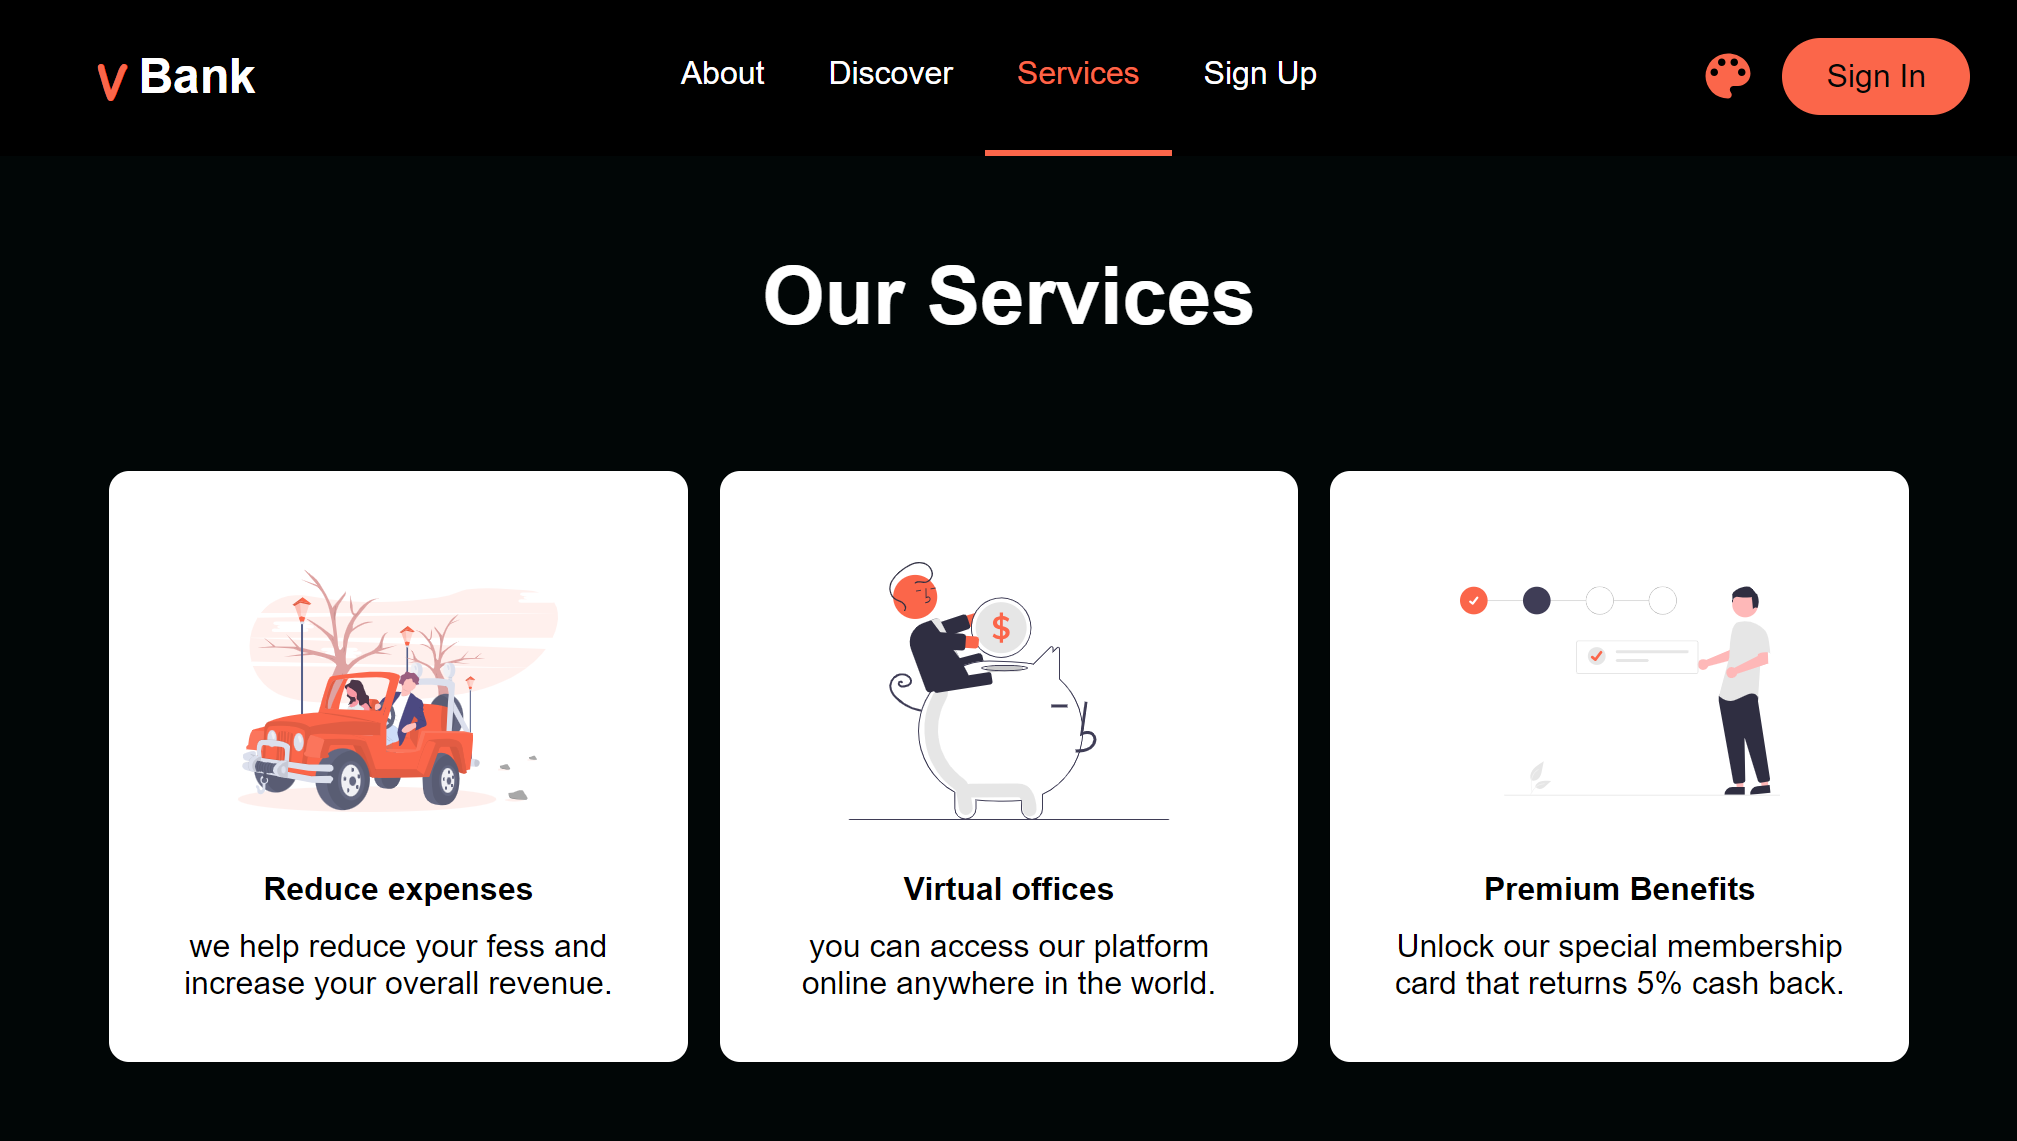 V Bank
About
Discover
Services
Sign Up
Sign In
Our Services
$
Reduce expenses
we help reduce your fess and
increase your overall revenue.
Virtual offices
you can access our platform
online anywhere in the world.
Premium Benefits
Unlock our special membership
card that returns 5% cash back.